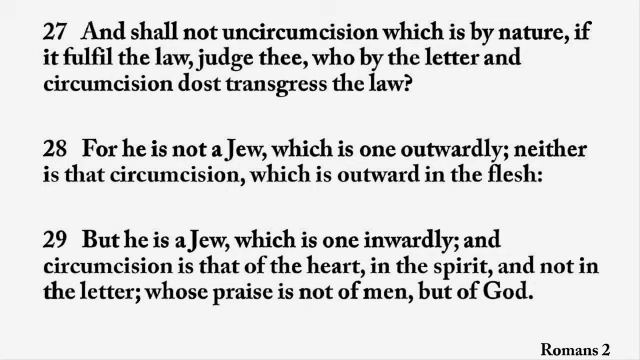 27 And shall not uncircumcision which is by nature, if
it fulfil the law, judge thee, who by the letter and
circumcision dost transgress the law?
28 For he is not a Jew, which is one outwardly; neither
is that circumcision, which is outward in the flesh:
29 But he is a Jew, which is one inwardly; and
circumcision is that of the heart, in the spirit, and not in
the letter; whose praise is not of men, but of God.
Romans 2